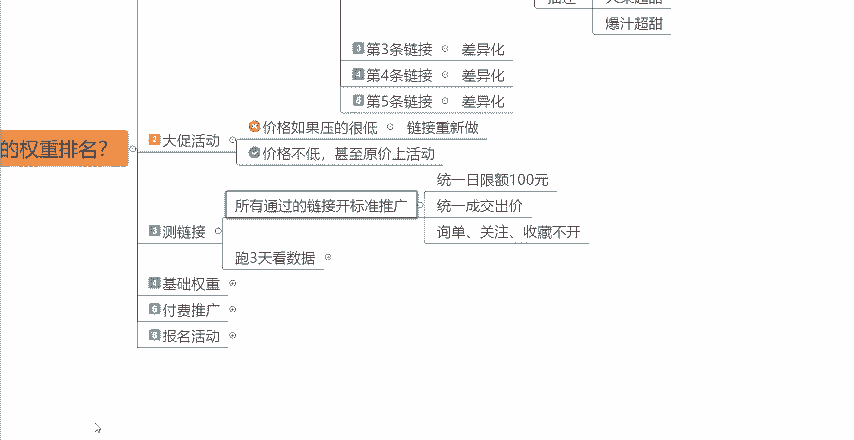 爆汁超甜
3 第3条链接 差异化
4 第4条链接 差异化
第5条链接 差异化
的权重排名?
2 大促活动
价格如果压的很低 链接重新做
价格不低，甚至原价上活动
3 测链接
所有通过的链接开标准推广
统一日限额100元
统一成交出价
询单、关注、收藏不开
跑3天看数据
4 基础权重
付费推广
报名活动